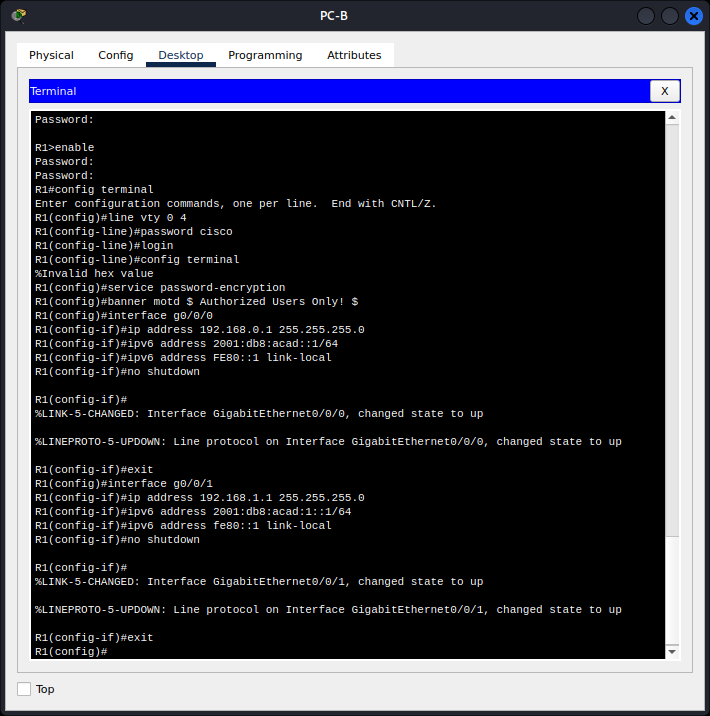 PC-B
Physical Config Desktop Programming Attributes
Terminal X
Password:
R1>enable
Password:
Password:
R1#config terminal
Enter configuration commands, one per line.  End with CNTL/Z.
R1(config)#line vty 0 4
R1(config-line)#password cisco
R1(config-line)#login
R1(config-line)#config terminal
%Invalid hex value
R1(config)#service password-encryption
R1(config)#banner motd $ Authorized Users Only! $
R1(config)#interface g0/0/0
R1(config-if)#ip address 192.168.0.1 255.255.255.0
R1(config-if)#ipv6 address 2001:db8:acad::1/64
R1(config-if)#ipv6 address FE80::1 link-local
R1(config-if)#no shutdown
R1(config-if)#
%LINK-5-CHANGED: Interface GigabitEthernet0/0/0, changed state to up
%LINEPROTO-5-UPDOWN: Line protocol on Interface GigabitEthernet0/0/0, changed state to up
R1(config-if)#exit
R1(config)#interface g0/0/1
R1(config-if)#ip address 192.168.1.1 255.255.255.0
R1(config-if)#ipv6 address 2001:db8:acad:1::1/64
R1(config-if)#ipv6 address fe80::1 link-local
R1(config-if)#no shutdown
R1(config-if)#
%LINK-5-CHANGED: Interface GigabitEthernet0/0/1, changed state to up
%LINEPROTO-5-UPDOWN: Line protocol on Interface GigabitEthernet0/0/1, changed state to up
R1(config-if)#exit
R1(config)#
Top